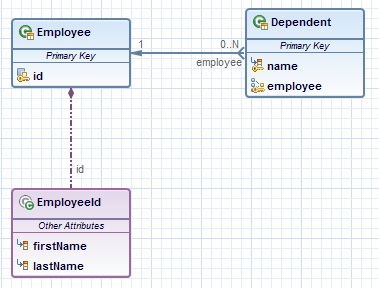 Employee
Primary Key
id
1
0..N
employee
Dependent
Primary Key
name
employee
id
EmployeeId
Other Attributes
firstName
lastName